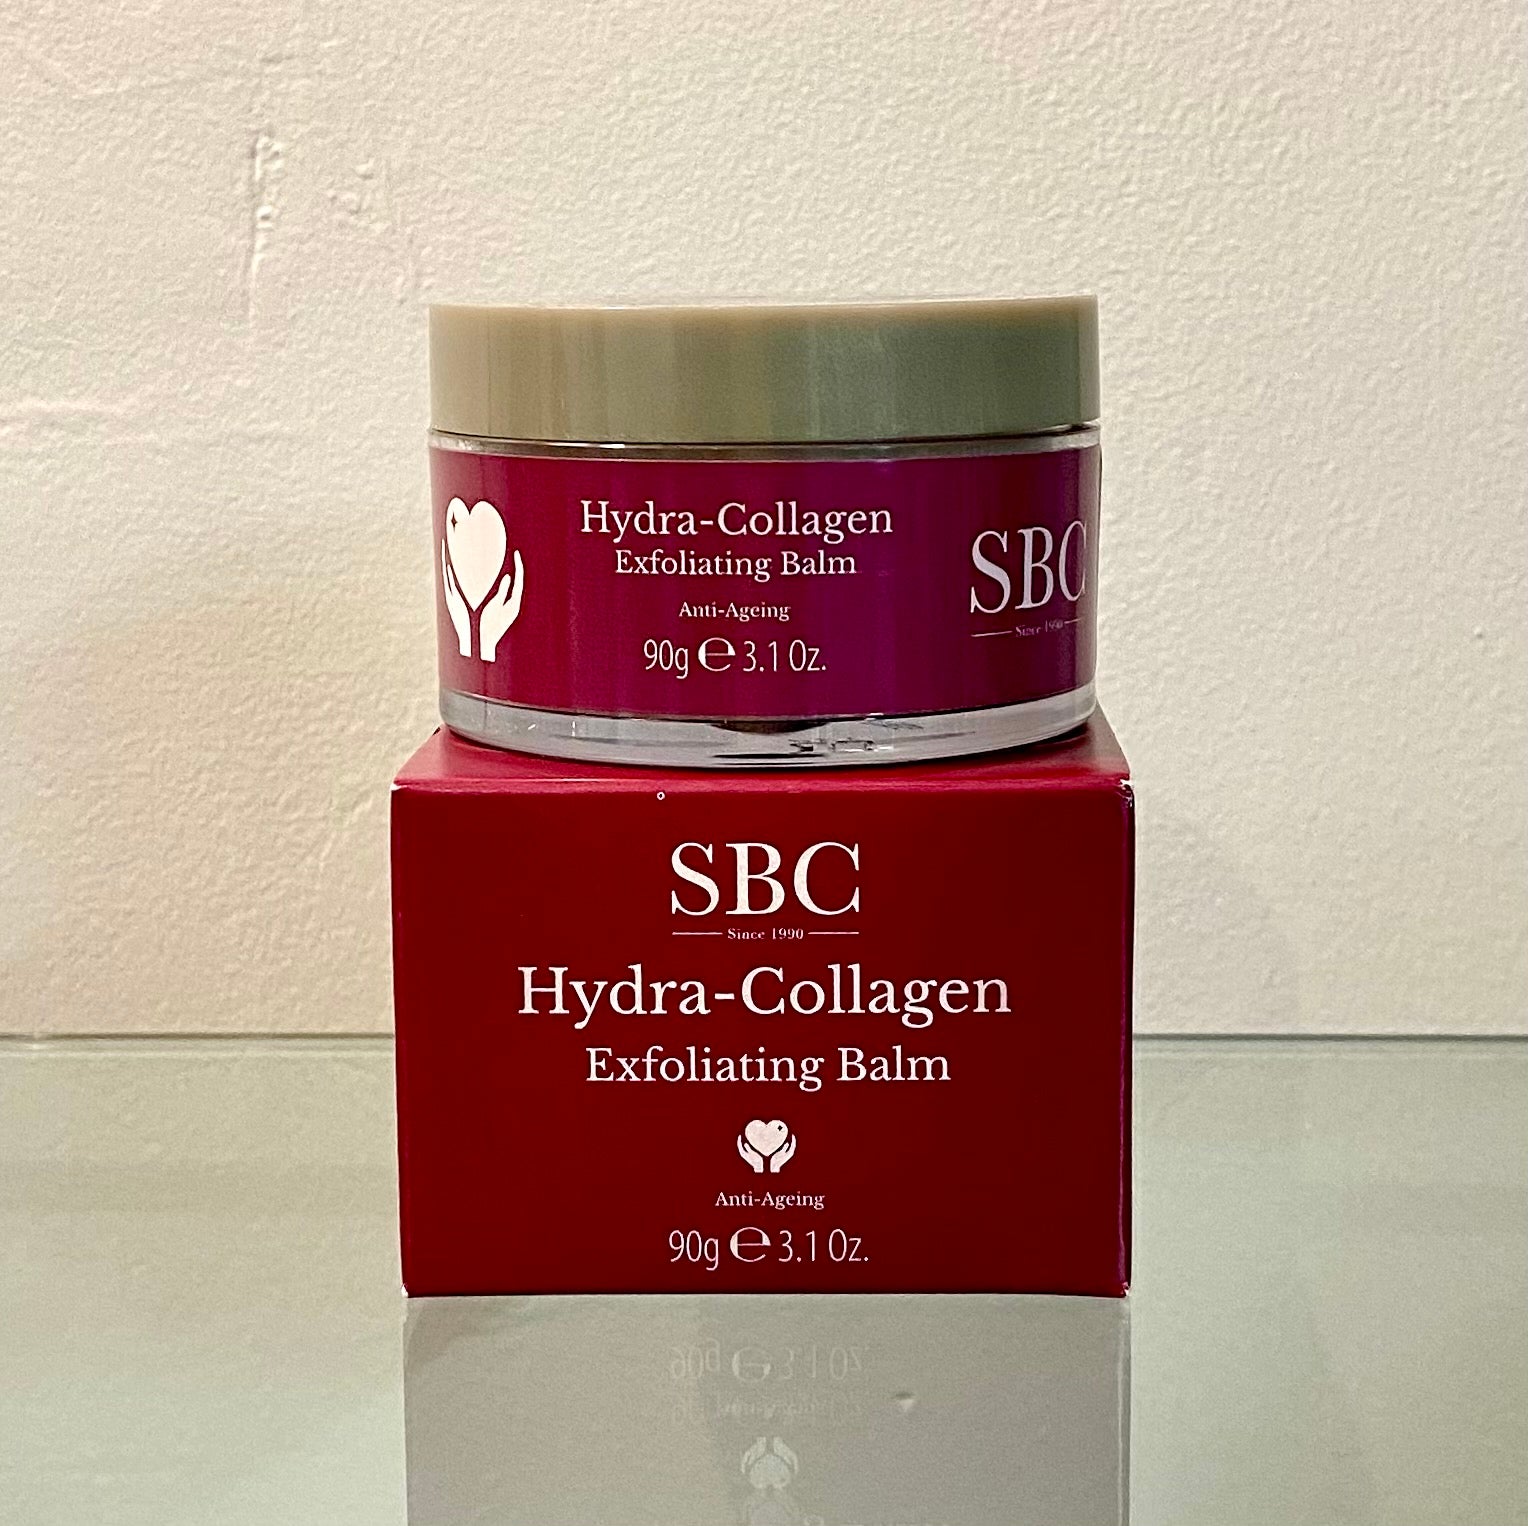 Hydra-Collagen
Exfoliating Balm
Anti-Ageing
90g ℮ 3.1 Oz.
SBC
Since 1990
SBC
Since 1990
Hydra-Collagen
Exfoliating Balm
Anti-Ageing
90g ℮ 3.1 Oz.